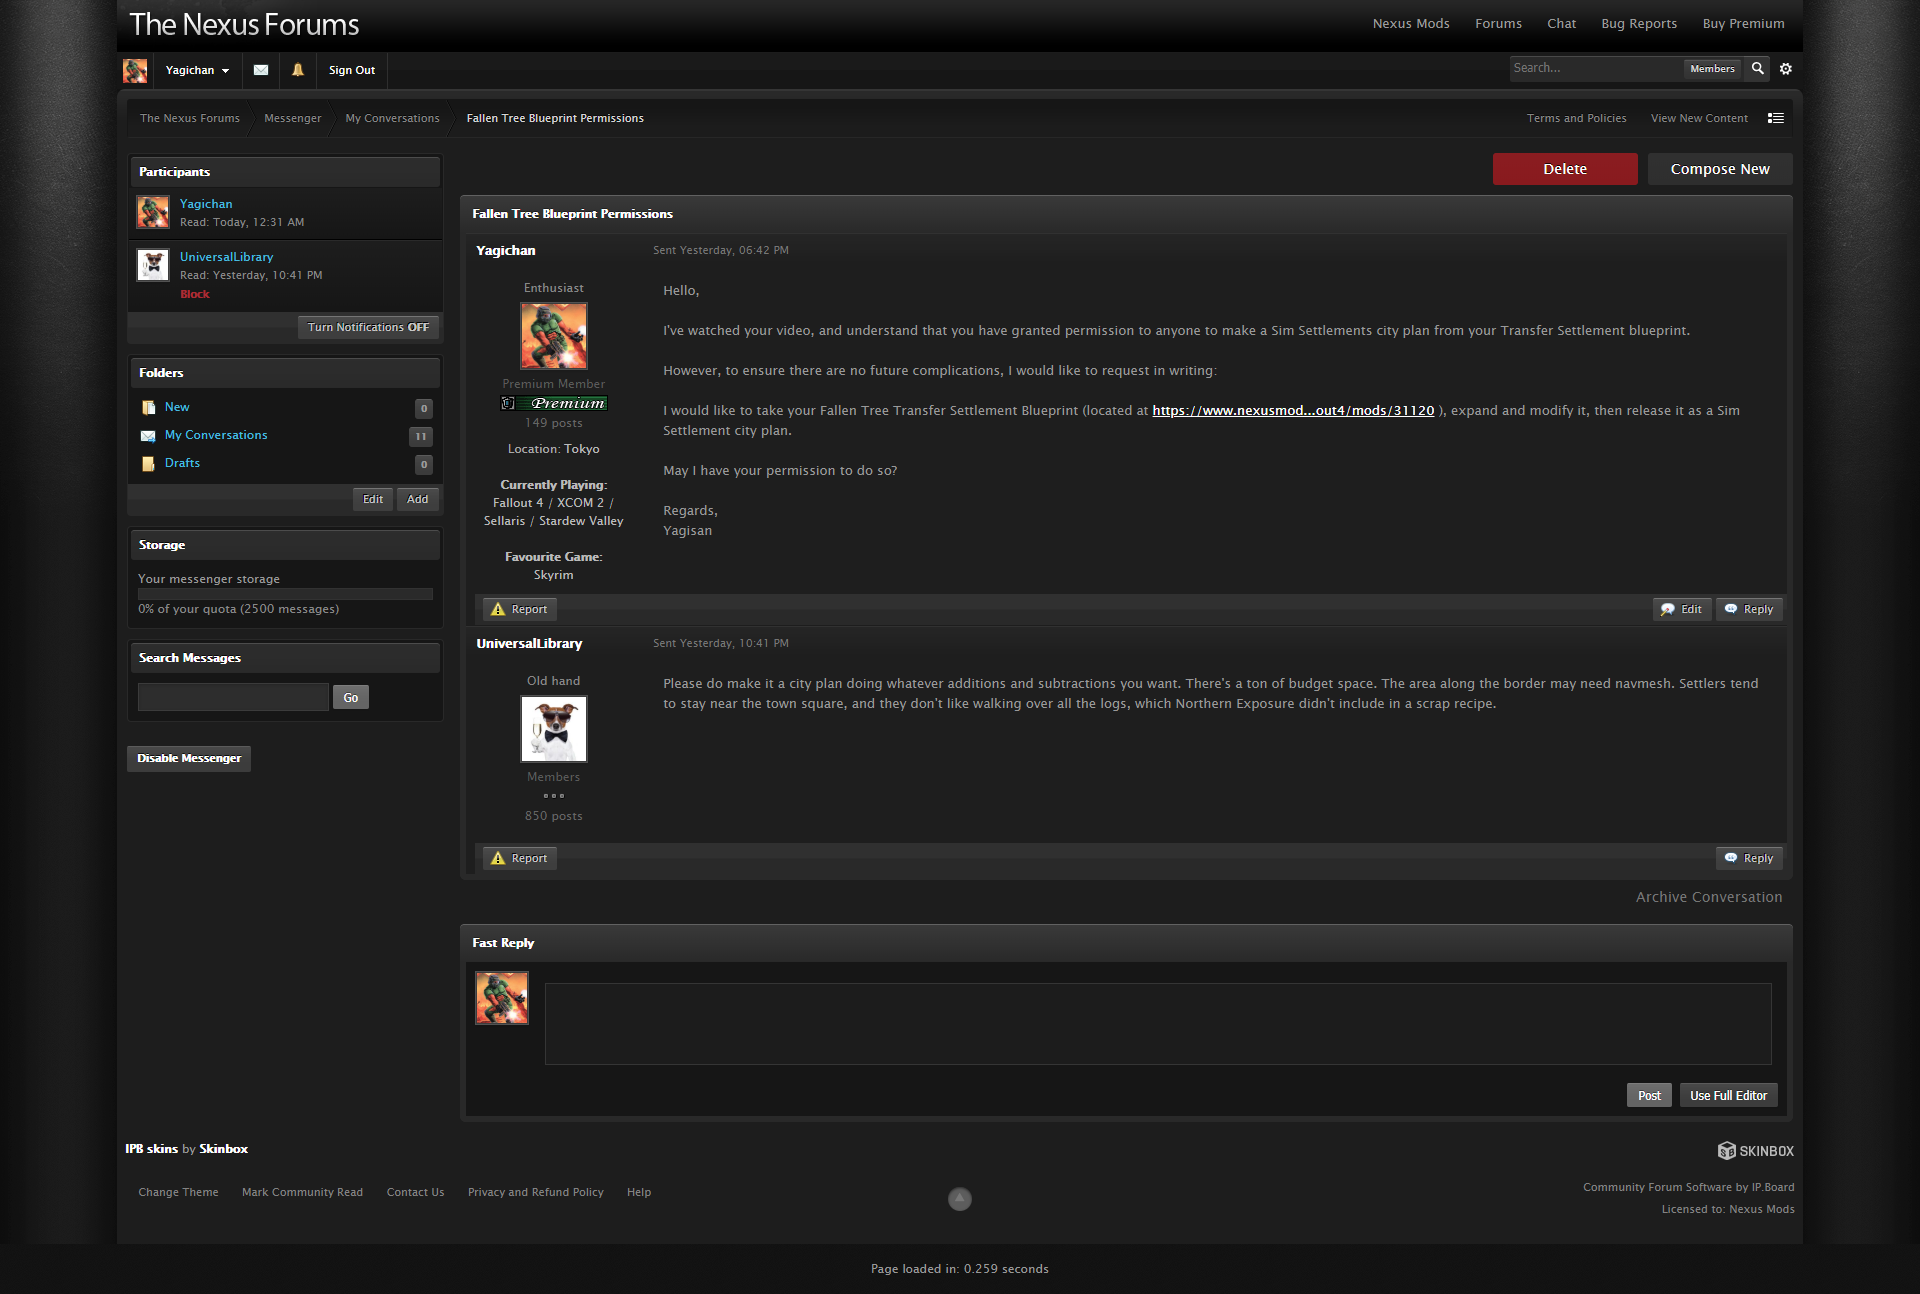 The Nexus Forums
Nexus Mods Forums Chat Bug Reports Buy Premium
Yagichan Sign Out
Search... Members
The Nexus Forums Messenger My Conversations Fallen Tree Blueprint Permissions
Terms and Policies View New Content
Participants
Yagichan
Read: Today, 12:31 AM
UniversalLibrary
Read: Yesterday, 10:41 PM
Block
Turn Notifications OFF
Folders
New 0
My Conversations 11
Drafts 0
Edit Add
Storage
Your messenger storage
0% of your quota (2500 messages)
Search Messages
Go
Disable Messenger
Delete Compose New
Fallen Tree Blueprint Permissions
Yagichan Sent Yesterday, 06:42 PM
Enthusiast
Premium Member
Premium
149 posts
Location: Tokyo
Currently Playing:
Fallout 4 / XCOM 2 /
Sellaris / Stardew Valley
Favourite Game:
Skyrim
Hello,
I've watched your video, and understand that you have granted permission to anyone to make a Sim Settlements city plan from your Transfer Settlement blueprint.
However, to ensure there are no future complications, I would like to request in writing:
I would like to take your Fallen Tree Transfer Settlement Blueprint (located at https://www.nexusmod...out4/mods/31120 ), expand and modify it, then release it as a Sim
Settlement city plan.
May I have your permission to do so?
Regards,
Yagisan
Report Edit Reply
UniversalLibrary Sent Yesterday, 10:41 PM
Old hand
Members
850 posts
Please do make it a city plan doing whatever additions and subtractions you want. There's a ton of budget space. The area along the border may need navmesh. Settlers tend
to stay near the town square, and they don't like walking over all the logs, which Northern Exposure didn't include in a scrap recipe.
Report Reply
Archive Conversation
Fast Reply
Post Use Full Editor
IPB skins by Skinbox
SKINBOX
Change Theme Mark Community Read Contact Us Privacy and Refund Policy Help
Community Forum Software by IP.Board
Licensed to: Nexus Mods
Page loaded in: 0.259 seconds